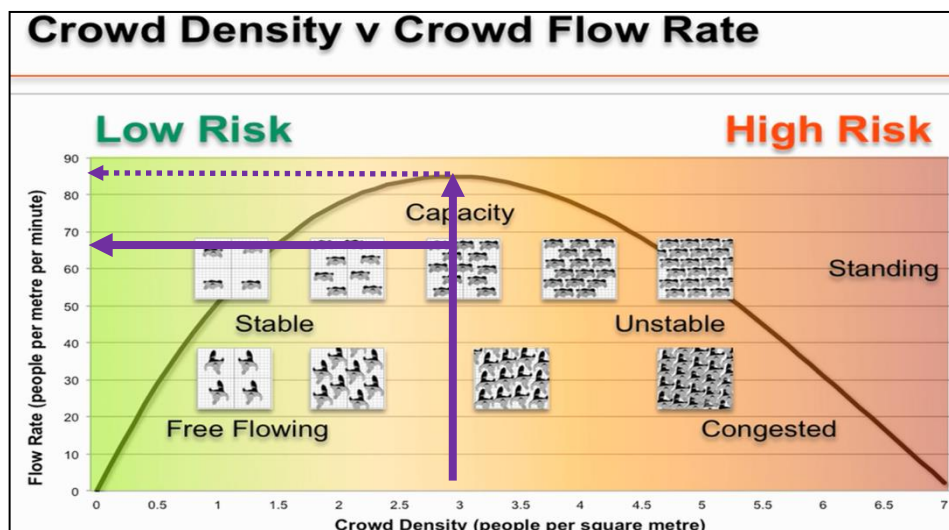 Crowd Density v Crowd Flow Rate
Low Risk
High Risk
Flow Rate (people per metre per minute)
90
80
70
60
50
40
30
20
10
0
Capacity
Standing
Stable
Unstable
Free Flowing
Congested
0 0.5 1 1.5 2 2.5 3 3.5 4 4.5 5 5.5 6 6.5 7
Crowd Density (people per square metre)